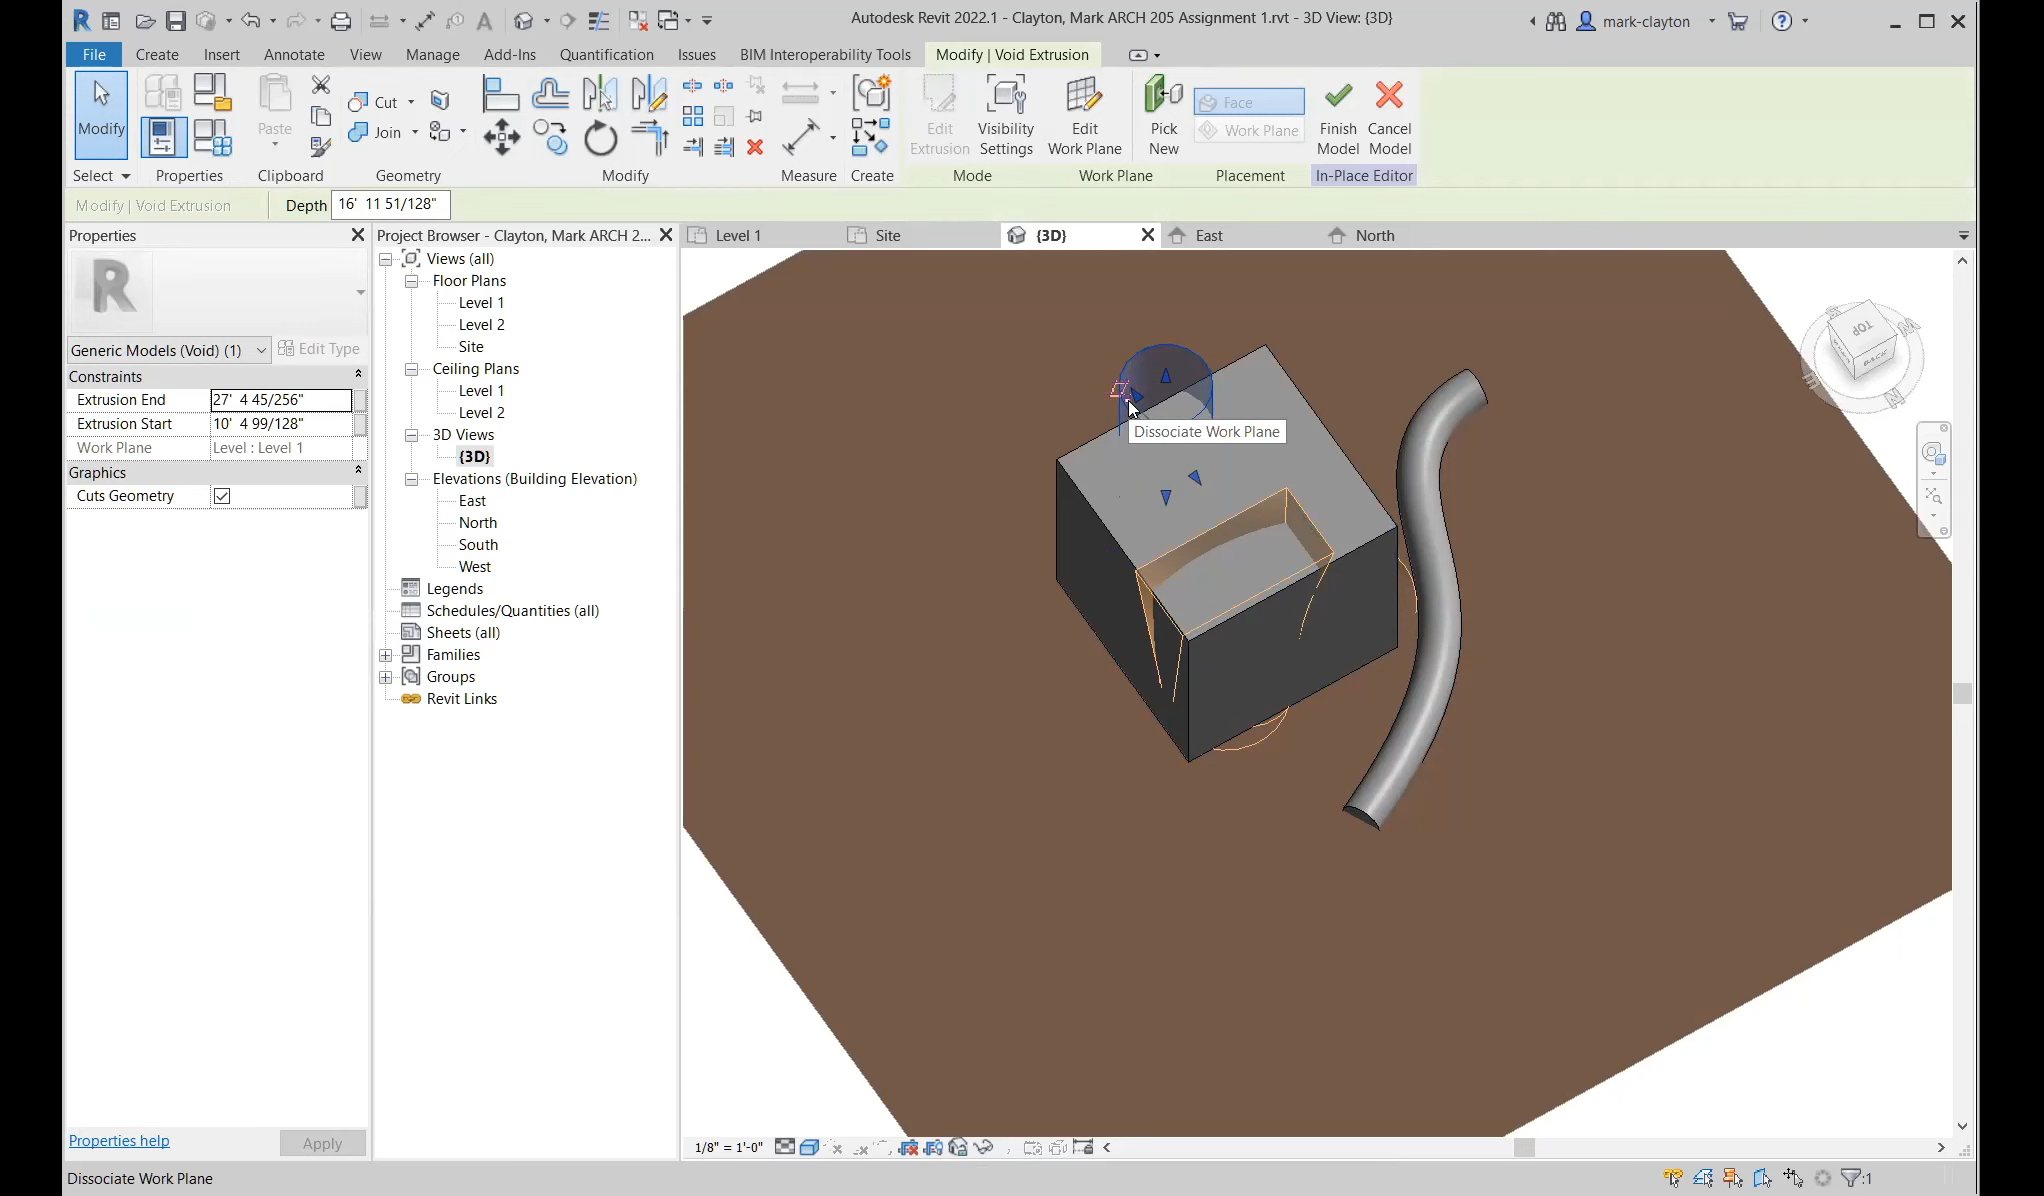 Autodesk Revit 2022.1 - Clayton, Mark ARCH 205 Assignment 1.rvt - 3D View: {3D}
mark-clayton
File Create Insert Annotate View Manage Add-Ins Quantification Issues BIM Interoperability Tools Modify | Void Extrusion
Modify
Paste
Cut
Join
Edit Extrusion
Visibility Settings
Edit Work Plane
Pick New
Face
Work Plane
Finish Model
Cancel Model
Select Properties Clipboard Geometry Modify Measure Create Mode Work Plane Placement In-Place Editor
Modify | Void Extrusion Depth 16' 11 51/128"
Properties
Project Browser - Clayton, Mark ARCH 2...
Level 1 Site {3D} East North
Generic Models (Void) (1) Edit Type
Constraints
Extrusion End 27' 4 45/256"
Extrusion Start 10' 4 99/128"
Work Plane Level : Level 1
Graphics
Cuts Geometry
Properties help Apply
Views (all)
Floor Plans
Level 1
Level 2
Site
Ceiling Plans
Level 1
Level 2
3D Views
{3D}
Elevations (Building Elevation)
East
North
South
West
Legends
Schedules/Quantities (all)
Sheets (all)
Families
Groups
Revit Links
Dissociate Work Plane
TOP
BACK
1/8" = 1'-0"
Dissociate Work Plane
:1